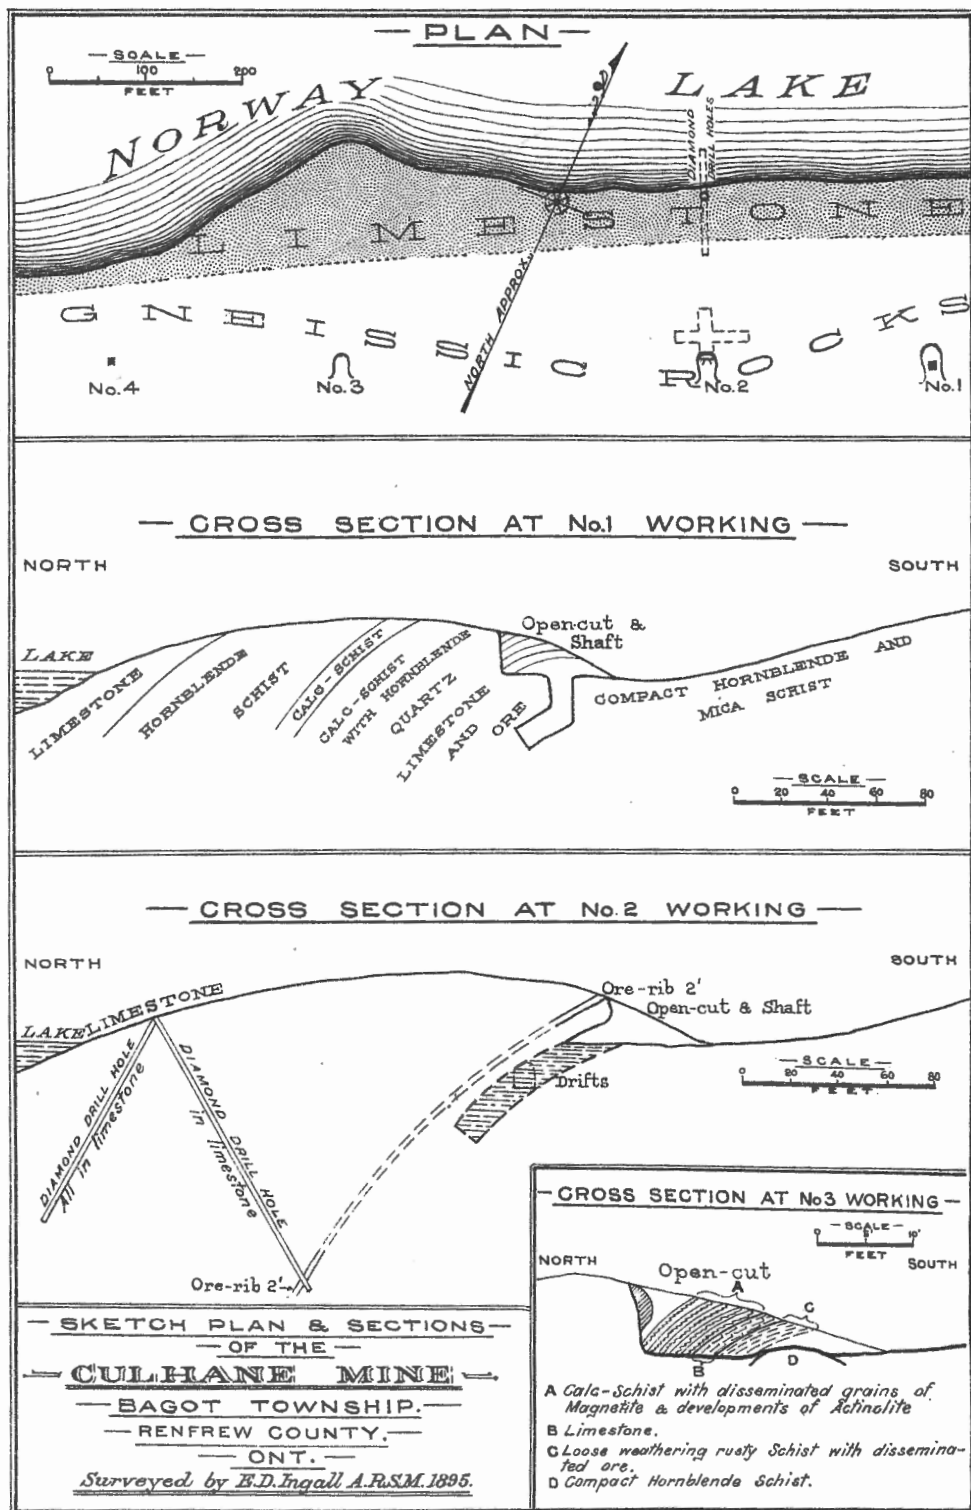 PLAN
SCALE
0 100 200
FEET
NORWAY LAKE
DIAMOND
DRILL HOLES
LIMESTONE
NORTH APPROX.
GNEISSIC ROCKS
No.4 No.3 No.2 No.1
CROSS SECTION AT No.1 WORKING
NORTH SOUTH
LAKE
LIMESTONE
HORNBLENDE SCHIST
CALC-SCHIST
CALC-SCHIST
WITH HORNBLENDE
QUARTZ
LIMESTONE
AND ORE
Open-cut &
Shaft
COMPACT HORNBLENDE AND
MICA SCHIST
SCALE
0 20 40 60 80
FEET
CROSS SECTION AT No.2 WORKING
NORTH SOUTH
LAKE LIMESTONE
DIAMOND DRILL HOLE
All in limestone
DIAMOND DRILL HOLE
in limestone
Ore-rib 2'
Ore-rib 2'
Open-cut & Shaft
Drifts
SCALE
0 20 40 60 80
FEET
CROSS SECTION AT No3 WORKING
SCALE
0 5' 10'
FEET
NORTH SOUTH
Open-cut
A
C
B
D
A Calc-Schist with disseminated grains of
Magnetite & developments of Actinolite
B Limestone.
C Loose weathering rusty Schist with dissemina-
ted ore.
D Compact Hornblende Schist.
SKETCH PLAN & SECTIONS
OF THE
CULHANE MINE
BAGOT TOWNSHIP.
RENFREW COUNTY.
ONT.
Surveyed by E.D. Ingall A.R.S.M. 1895.